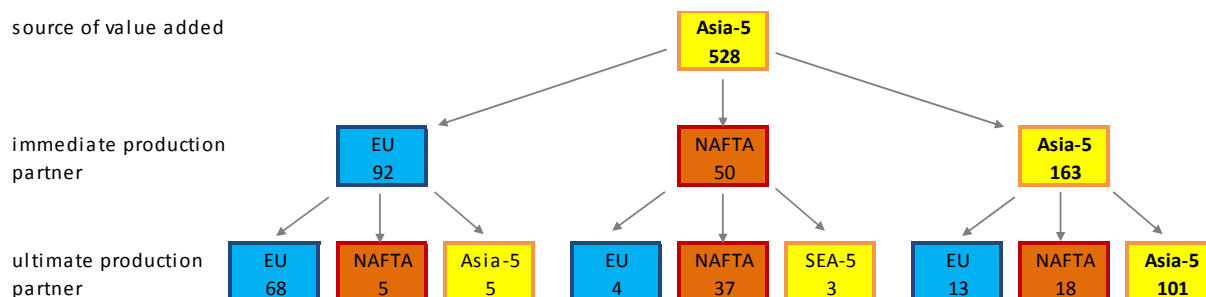 source of value added
Asia-5
528
immediate production
partner
EU
92
NAFTA
50
Asia-5
163
ultimate production
partner
EU
68
NAFTA
5
Asia-5
5
EU
4
NAFTA
37
SEA-5
3
EU
13
NAFTA
18
Asia-5
101